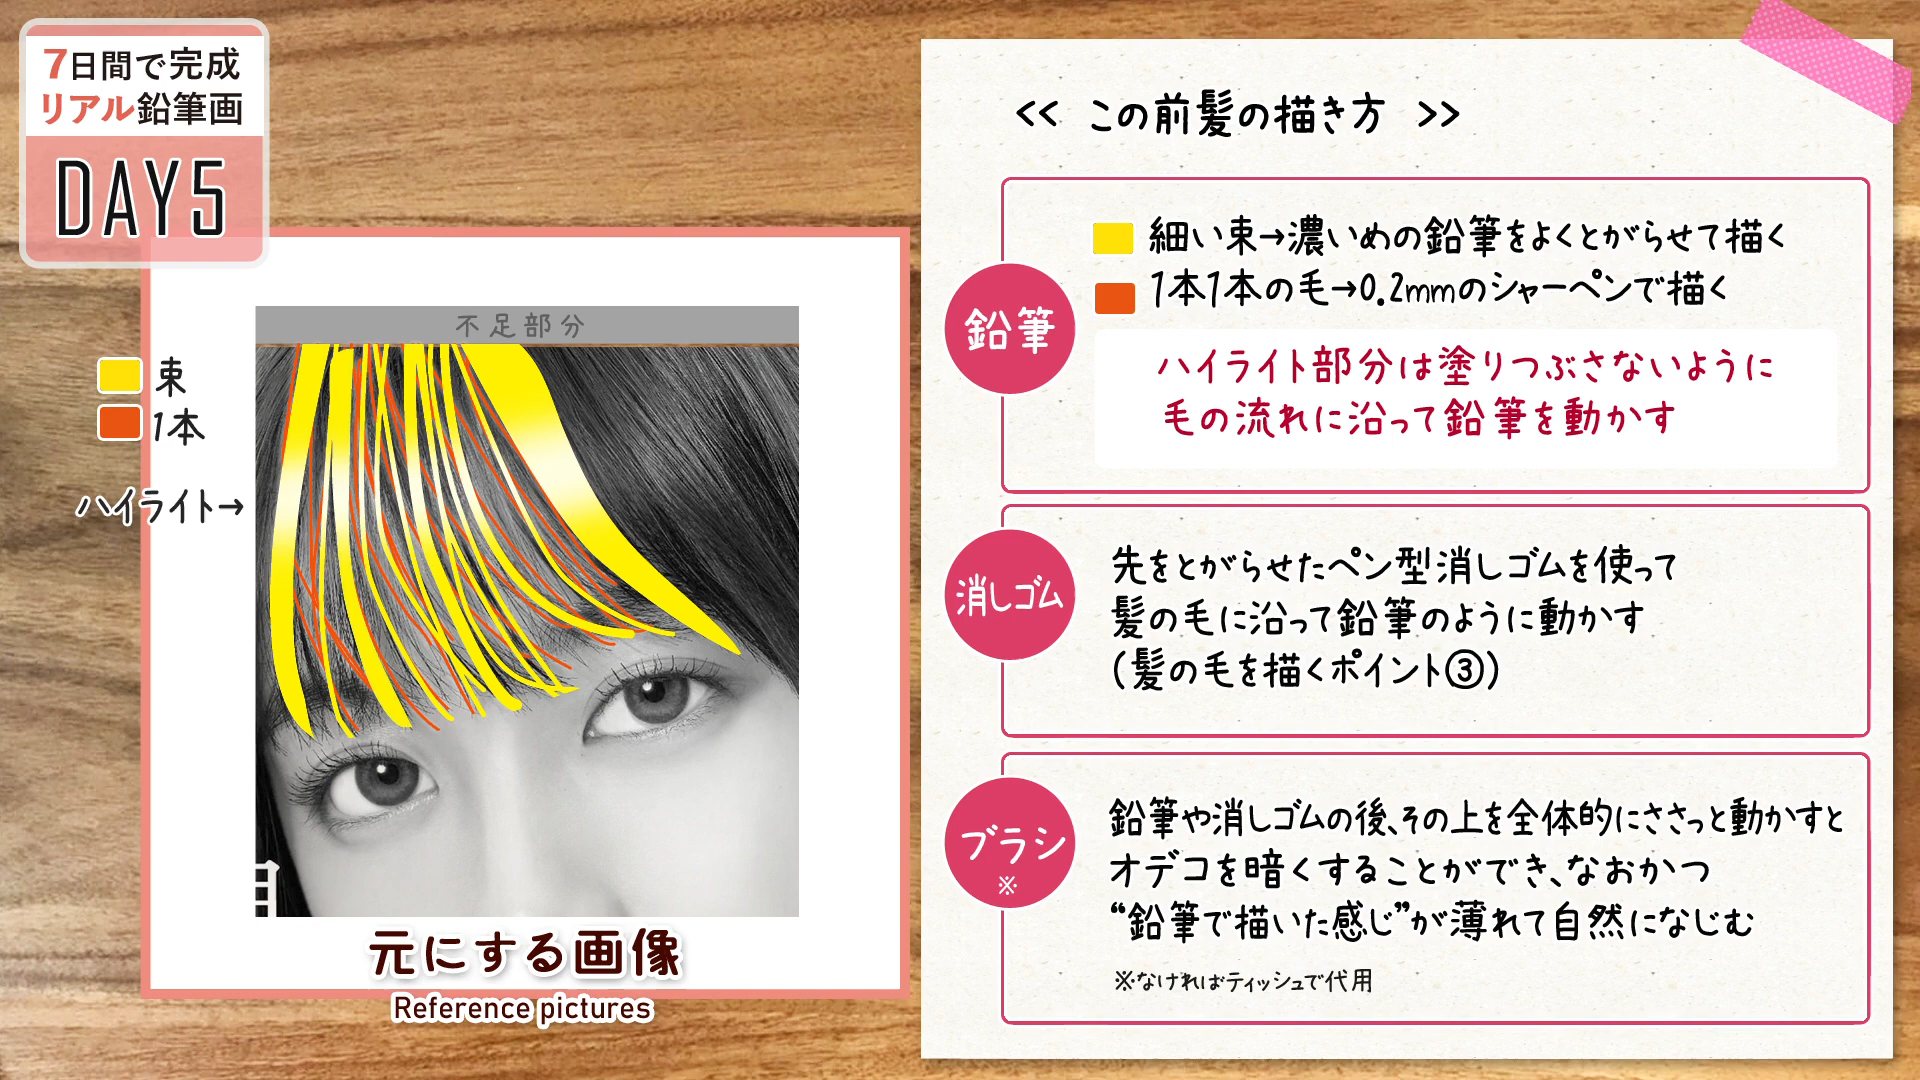 7日間で完成
リアル鉛筆画
DAY5
不足部分
束
1本
ハイライト→
元にする画像
Reference pictures
<< この前髪の描き方 >>
鉛筆
細い束→濃いめの鉛筆をよくとがらせて描く
1本1本の毛→0.2mmのシャーペンで描く
ハイライト部分は塗りつぶさないように
毛の流れに沿って鉛筆を動かす
消しゴム
先をとがらせたペン型消しゴムを使って
髪の毛に沿って鉛筆のように動かす
(髪の毛を描くポイント③)
ブラシ
※
鉛筆や消しゴムの後、その上を全体的にささっと動かすと
オデコを暗くすることができ、なおかつ
“鉛筆で描いた感じ”が薄れて自然になじむ
※なければティッシュで代用